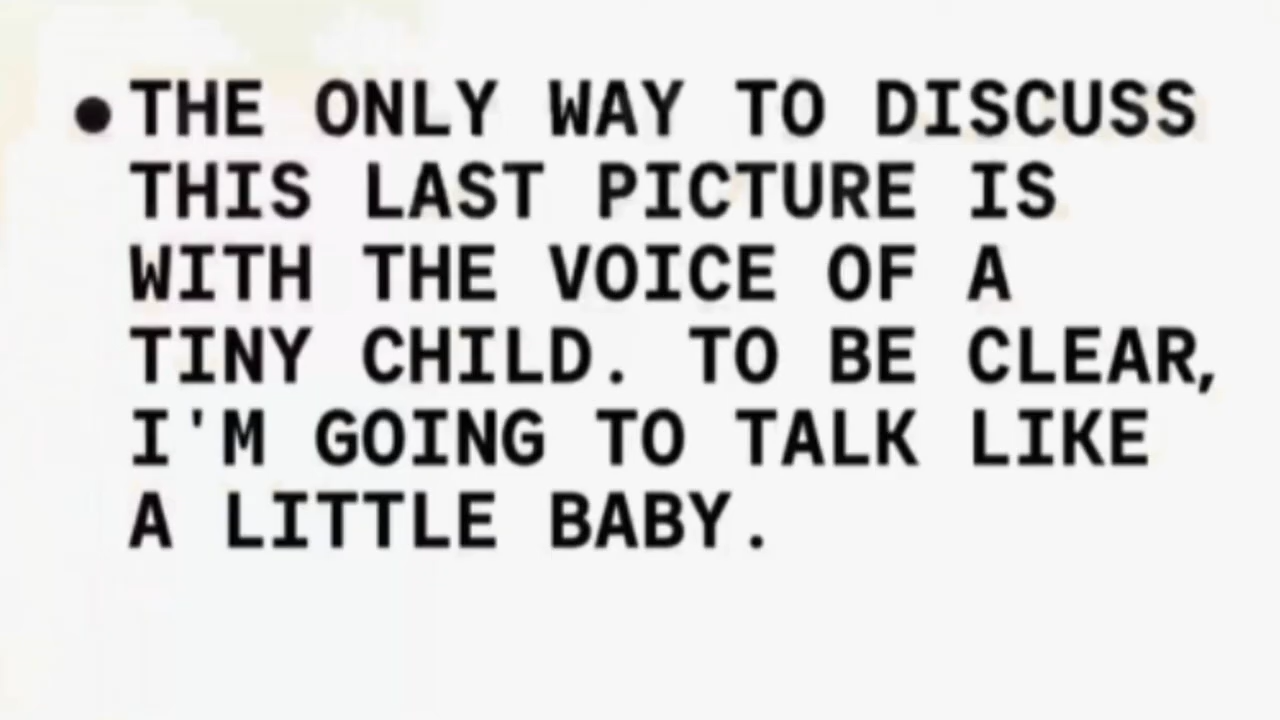 • THE ONLY WAY TO DISCUSS
THIS LAST PICTURE IS
WITH THE VOICE OF A
TINY CHILD. TO BE CLEAR,
I'M GOING TO TALK LIKE
A LITTLE BABY.